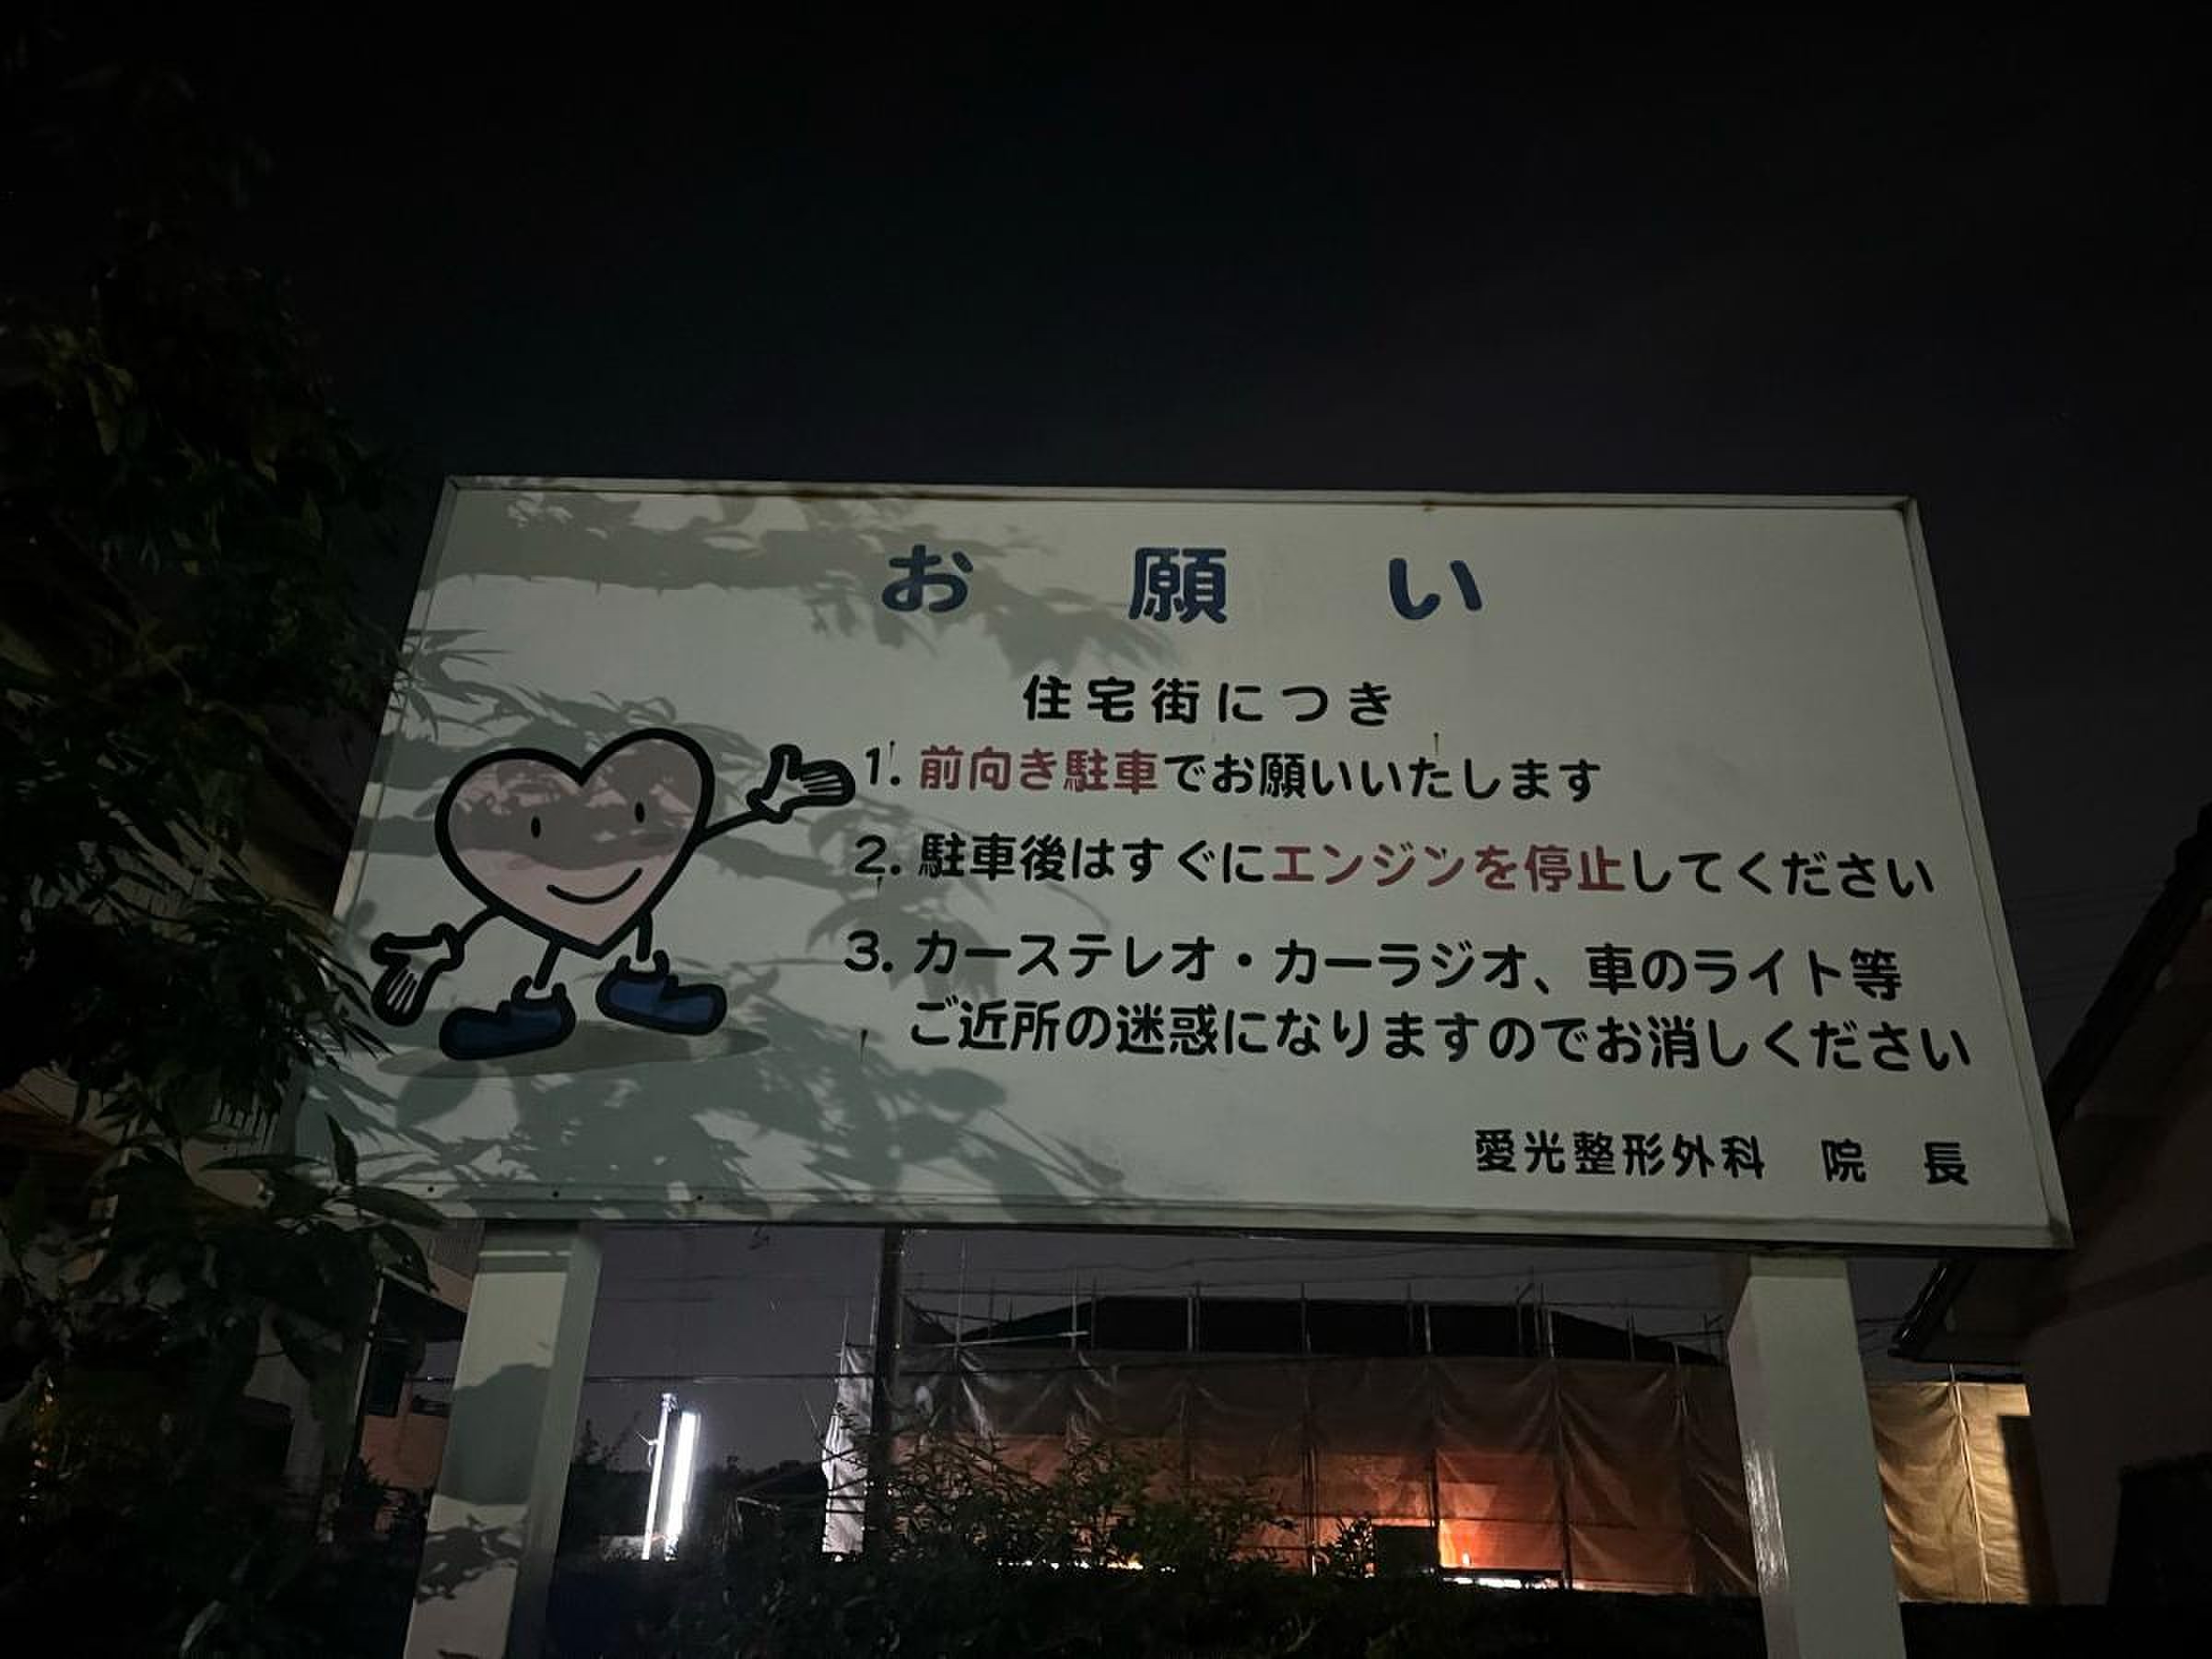 お願い
住宅街につき
1. 前向き駐車でお願いいたします
2. 駐車後はすぐにエンジンを停止してください
3. カーステレオ・カーラジオ、車のライト等
ご近所の迷惑になりますのでお消しください
愛光整形外科 院長